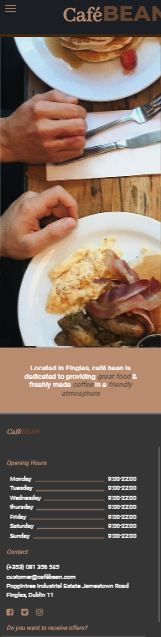 CaféBEAN
Located in Finglas, café bean is
dedicated to providing great food &
freshly made coffee in a friendly
atmosphere
CaféBEAN
Opening Hours
Monday 9:00-22:00
Tuesday 9:00-22:00
Wednesday 9:00-22:00
thursday 9:00-22:00
Friday 9:00-22:00
Saturday 9:00-22:00
Sunday 9:00-22:00
Contact
(+353) 081 356 345
customer@cafébean.com
Poppintree Industrial Estate Jamestown Road
Finglas, Dublin 11
Do you want to receive offers?